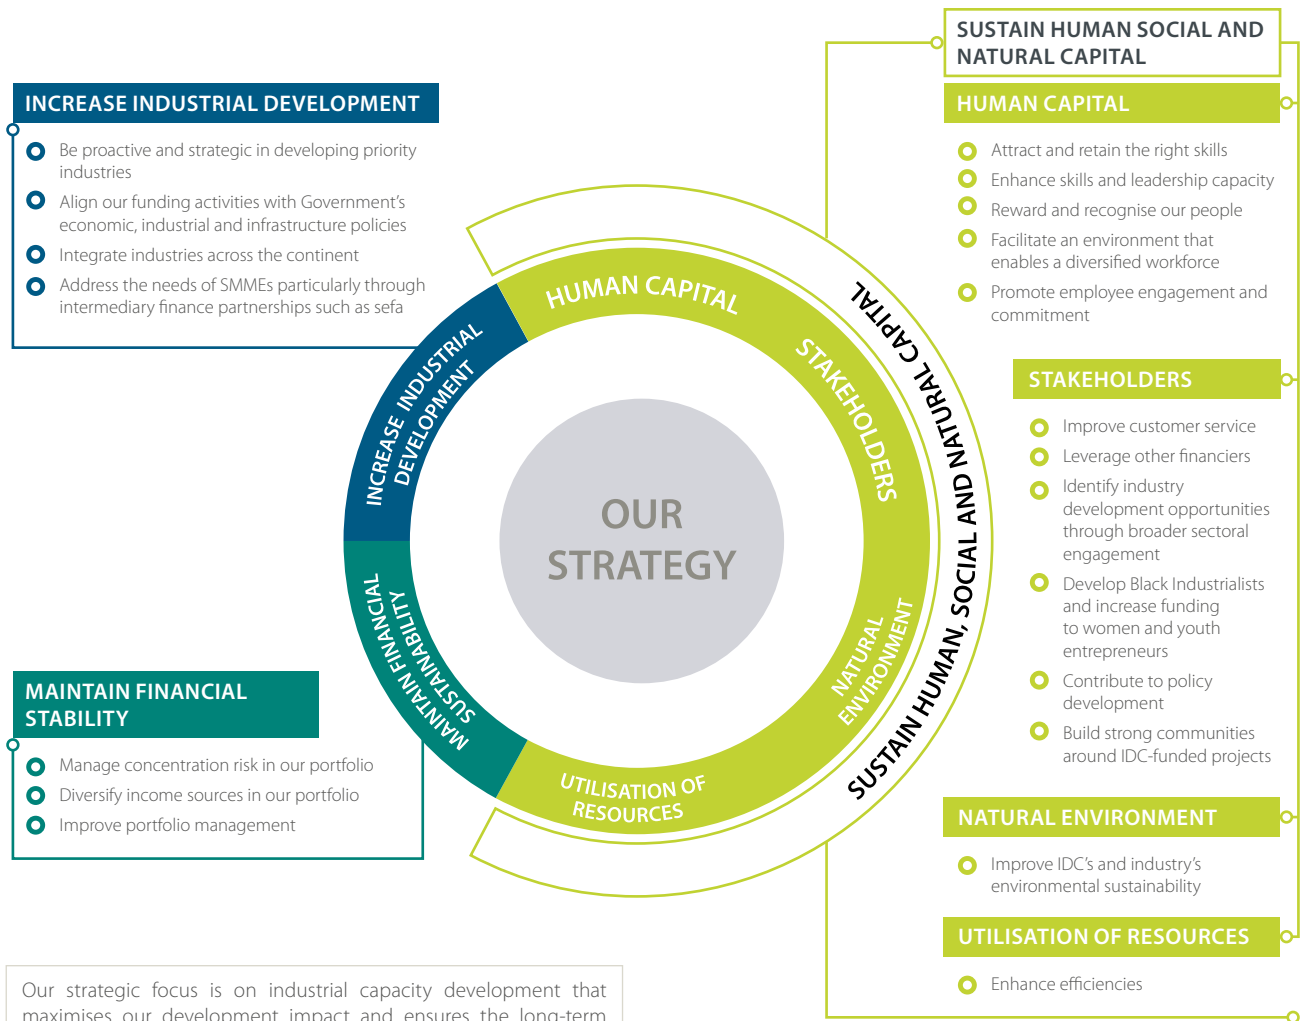 SUSTAIN HUMAN SOCIAL AND
NATURAL CAPITAL
INCREASE INDUSTRIAL DEVELOPMENT
Be proactive and strategic in developing priority
industries
Align our funding activities with Government's
economic, industrial and infrastructure policies
Integrate industries across the continent
Address the needs of SMMEs particularly through
intermediary finance partnerships such as sefa
HUMAN CAPITAL
Attract and retain the right skills
Enhance skills and leadership capacity
Reward and recognise our people
Facilitate an environment that
enables a diversified workforce
Promote employee engagement and
commitment
STAKEHOLDERS
Improve customer service
Leverage other financiers
Identify industry
development opportunities
through broader sectoral
engagement
Develop Black Industrialists
and increase funding
to women and youth
entrepreneurs
Contribute to policy
development
Build strong communities
around IDC-funded projects
NATURAL ENVIRONMENT
Improve IDC's and industry's
environmental sustainability
UTILISATION OF RESOURCES
Enhance efficiencies
HUMAN CAPITAL
STAKEHOLDERS
NATURAL
ENVIRONMENT
UTILISATION OF
RESOURCES
MAINTAIN FINANCIAL
SUSTAINABILITY
INCREASE INDUSTRIAL
DEVELOPMENT
SUSTAIN HUMAN, SOCIAL AND NATURAL CAPITAL
OUR
STRATEGY
MAINTAIN FINANCIAL
STABILITY
Manage concentration risk in our portfolio
Diversify income sources in our portfolio
Improve portfolio management
Our strategic focus is on industrial capacity development that
maximises our development impact and ensures the long-term